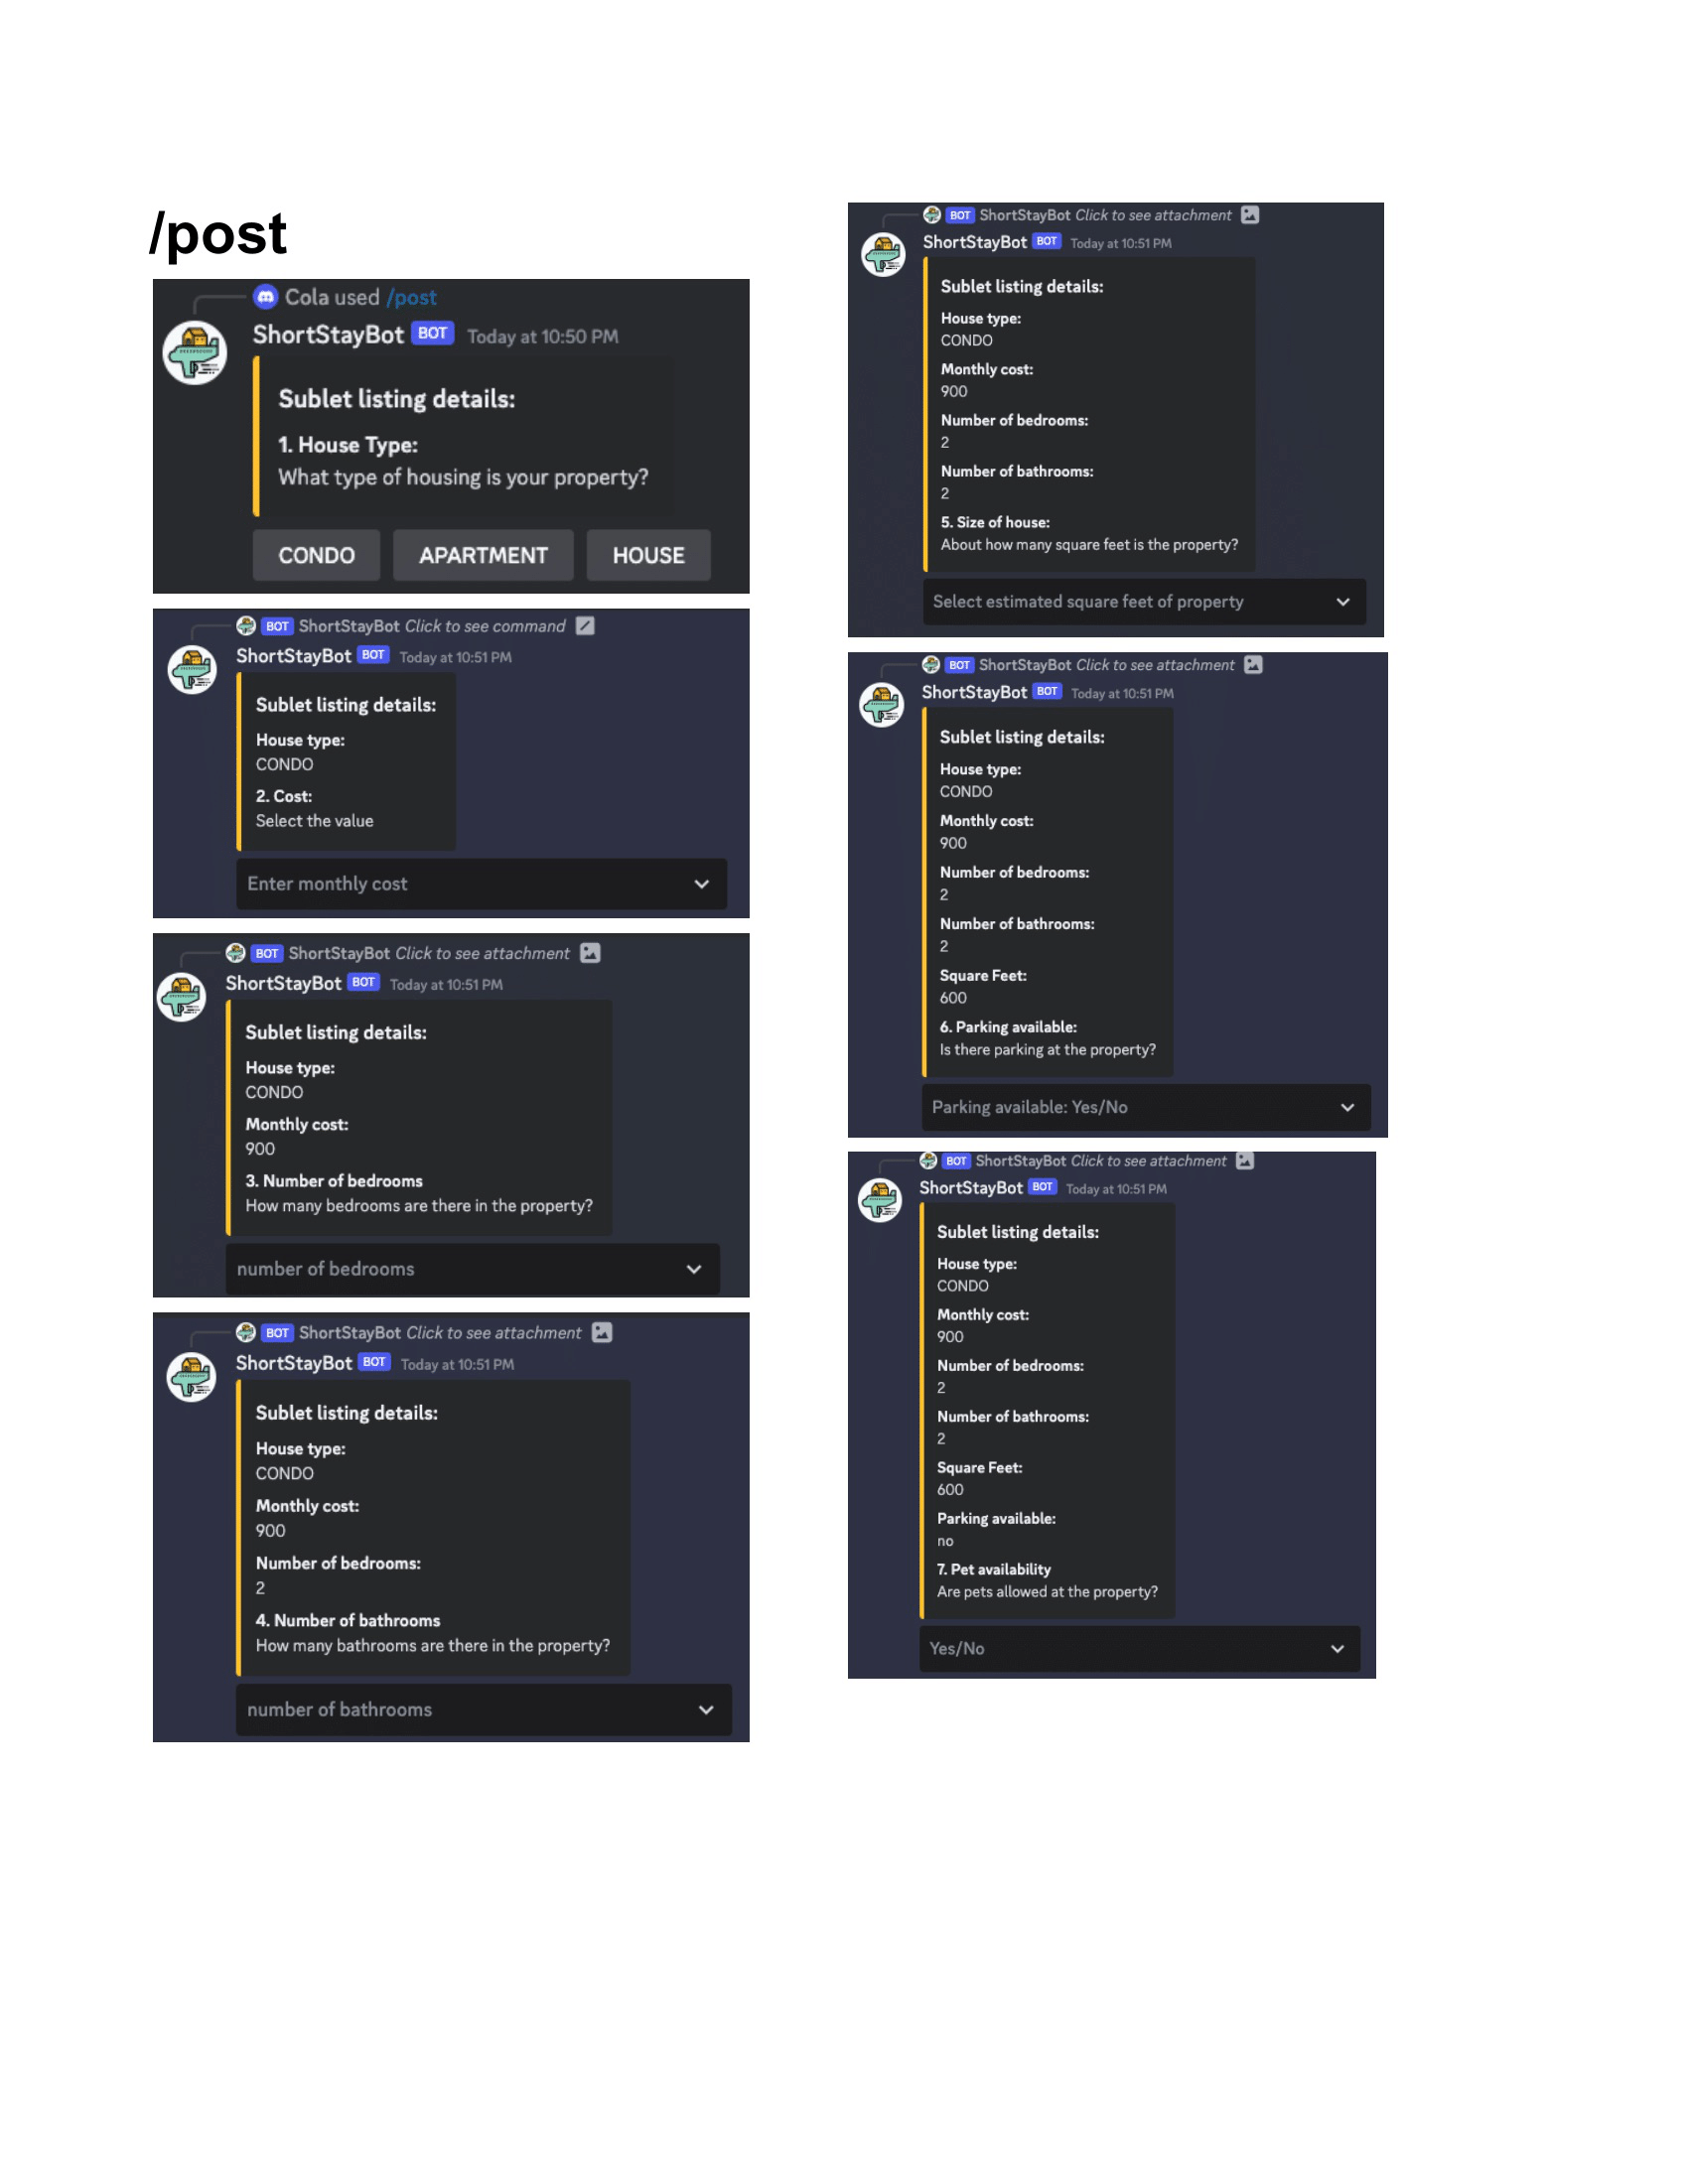 /post
Cola used /post
ShortStayBot BOT Today at 10:50 PM
Sublet listing details:
1. House Type:
What type of housing is your property?
CONDO APARTMENT HOUSE
BOT ShortStayBot Click to see command
ShortStayBot BOT Today at 10:51 PM
Sublet listing details:
House type:
CONDO
2. Cost:
Select the value
Enter monthly cost
BOT ShortStayBot Click to see attachment
ShortStayBot BOT Today at 10:51 PM
Sublet listing details:
House type:
CONDO
Monthly cost:
900
3. Number of bedrooms
How many bedrooms are there in the property?
number of bedrooms
BOT ShortStayBot Click to see attachment
ShortStayBot BOT Today at 10:51 PM
Sublet listing details:
House type:
CONDO
Monthly cost:
900
Number of bedrooms:
2
4. Number of bathrooms
How many bathrooms are there in the property?
number of bathrooms
BOT ShortStayBot Click to see attachment
ShortStayBot BOT Today at 10:51 PM
Sublet listing details:
House type:
CONDO
Monthly cost:
900
Number of bedrooms:
2
Number of bathrooms:
2
5. Size of house:
About how many square feet is the property?
Select estimated square feet of property
BOT ShortStayBot Click to see attachment
ShortStayBot BOT Today at 10:51 PM
Sublet listing details:
House type:
CONDO
Monthly cost:
900
Number of bedrooms:
2
Number of bathrooms:
2
Square Feet:
600
6. Parking available:
Is there parking at the property?
Parking available: Yes/No
BOT ShortStayBot Click to see attachment
ShortStayBot BOT Today at 10:51 PM
Sublet listing details:
House type:
CONDO
Monthly cost:
900
Number of bedrooms:
2
Number of bathrooms:
2
Square Feet:
600
Parking available:
no
7. Pet availability
Are pets allowed at the property?
Yes/No